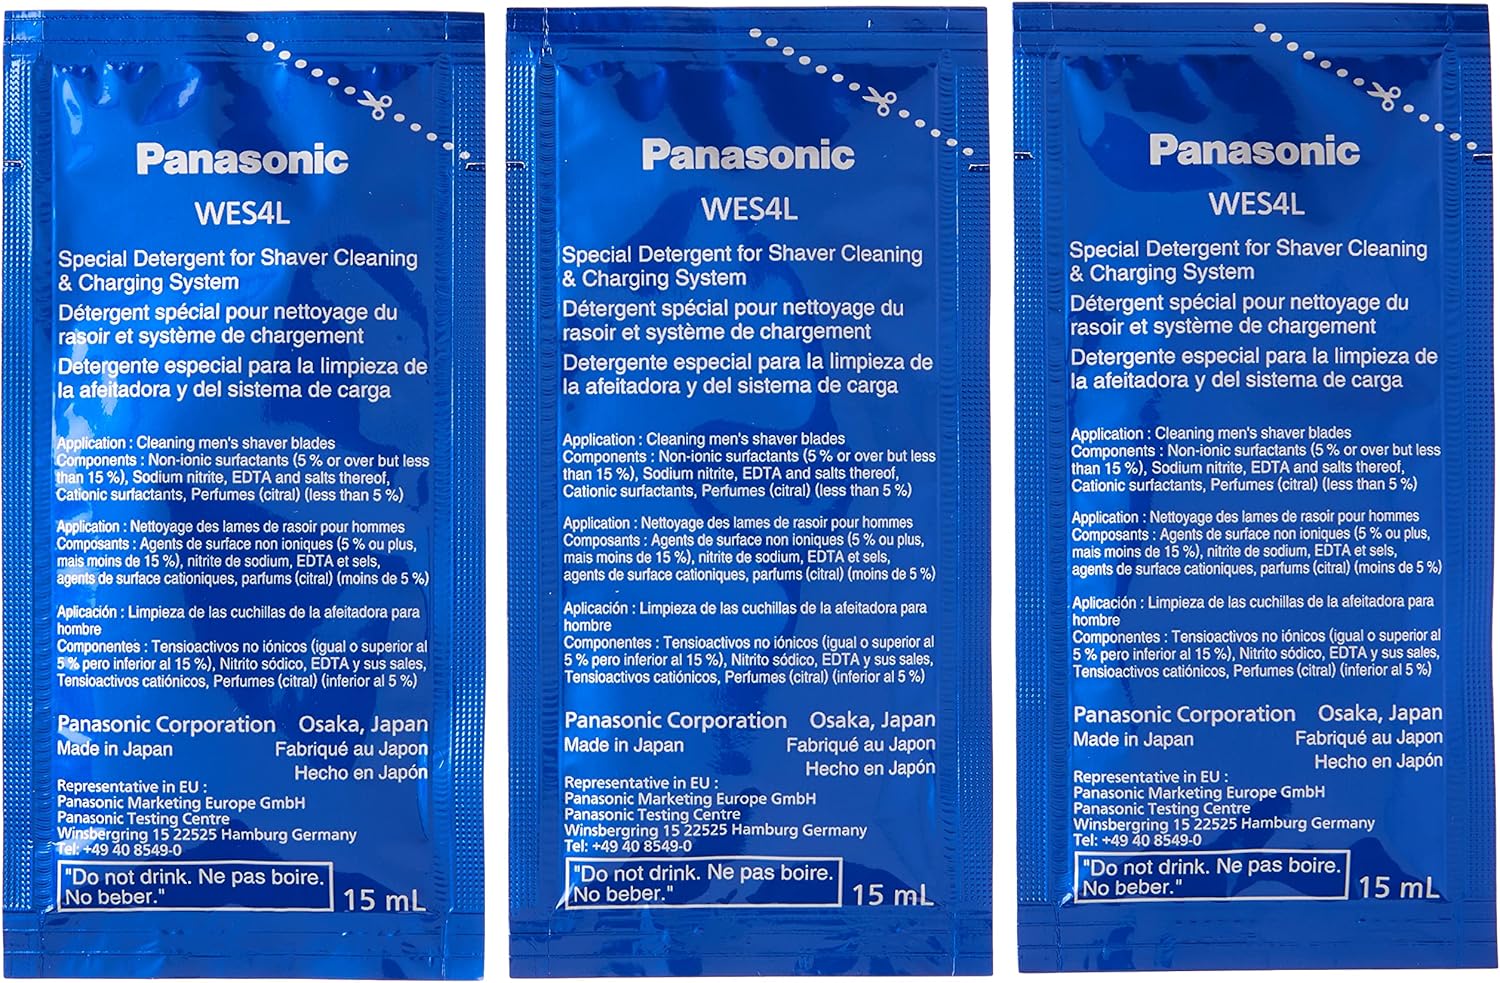 Panasonic
WES4L
Special Detergent for Shaver Cleaning
& Charging System
Détergent spécial pour nettoyage du
rasoir et système de chargement
Detergente especial para la limpieza de
la afeitadora y del sistema de carga
Application : Cleaning men's shaver blades
Components : Non-ionic surfactants (5 % or over but less
than 15 %), Sodium nitrite, EDTA and salts thereof,
Cationic surfactants, Perfumes (citral) (less than 5 %)
Application : Nettoyage des lames de rasoir pour hommes
Composants : Agents de surface non ioniques (5 % ou plus,
mais moins de 15 %), nitrite de sodium, EDTA et sels,
agents de surface cationiques, parfums (citral) (moins de 5 %)
Aplicación : Limpieza de las cuchillas de la afeitadora para
hombre
Componentes : Tensioactivos no iónicos (igual o superior al
5 % pero inferior al 15 %), Nitrito sódico, EDTA y sus sales,
Tensioactivos catiónicos, Perfumes (citral) (inferior al 5 %)
Panasonic Corporation Osaka, Japan
Made in Japan Fabriqué au Japon
Hecho en Japón
Representative in EU :
Panasonic Marketing Europe GmbH
Panasonic Testing Centre
Winsbergring 15 22525 Hamburg Germany
Tel: +49 40 8549-0
"Do not drink. Ne pas boire.
No beber." 15 mL
Panasonic
WES4L
Special Detergent for Shaver Cleaning
& Charging System
Détergent spécial pour nettoyage du
rasoir et système de chargement
Detergente especial para la limpieza de
la afeitadora y del sistema de carga
Application : Cleaning men's shaver blades
Components : Non-ionic surfactants (5 % or over but less
than 15 %), Sodium nitrite, EDTA and salts thereof,
Cationic surfactants, Perfumes (citral) (less than 5 %)
Application : Nettoyage des lames de rasoir pour hommes
Composants : Agents de surface non ioniques (5 % ou plus,
mais moins de 15 %), nitrite de sodium, EDTA et sels,
agents de surface cationiques, parfums (citral) (moins de 5 %)
Aplicación : Limpieza de las cuchillas de la afeitadora para
hombre
Componentes : Tensioactivos no iónicos (igual o superior al
5 % pero inferior al 15 %), Nitrito sódico, EDTA y sus sales,
Tensioactivos catiónicos, Perfumes (citral) (inferior al 5 %)
Panasonic Corporation Osaka, Japan
Made in Japan Fabriqué au Japon
Hecho en Japón
Representative in EU :
Panasonic Marketing Europe GmbH
Panasonic Testing Centre
Winsbergring 15 22525 Hamburg Germany
Tel: +49 40 8549-0
"Do not drink. Ne pas boire.
No beber." 15 mL
Panasonic
WES4L
Special Detergent for Shaver Cleaning
& Charging System
Détergent spécial pour nettoyage du
rasoir et système de chargement
Detergente especial para la limpieza de
la afeitadora y del sistema de carga
Application : Cleaning men's shaver blades
Components : Non-ionic surfactants (5 % or over but less
than 15 %), Sodium nitrite, EDTA and salts thereof,
Cationic surfactants, Perfumes (citral) (less than 5 %)
Application : Nettoyage des lames de rasoir pour hommes
Composants : Agents de surface non ioniques (5 % ou plus,
mais moins de 15 %), nitrite de sodium, EDTA et sels,
agents de surface cationiques, parfums (citral) (moins de 5 %)
Aplicación : Limpieza de las cuchillas de la afeitadora para
hombre
Componentes : Tensioactivos no iónicos (igual o superior al
5 % pero inferior al 15 %), Nitrito sódico, EDTA y sus sales,
Tensioactivos catiónicos, Perfumes (citral) (inferior al 5 %)
Panasonic Corporation Osaka, Japan
Made in Japan Fabriqué au Japon
Hecho en Japón
Representative in EU :
Panasonic Marketing Europe GmbH
Panasonic Testing Centre
Winsbergring 15 22525 Hamburg Germany
Tel: +49 40 8549-0
"Do not drink. Ne pas boire.
No beber." 15 mL